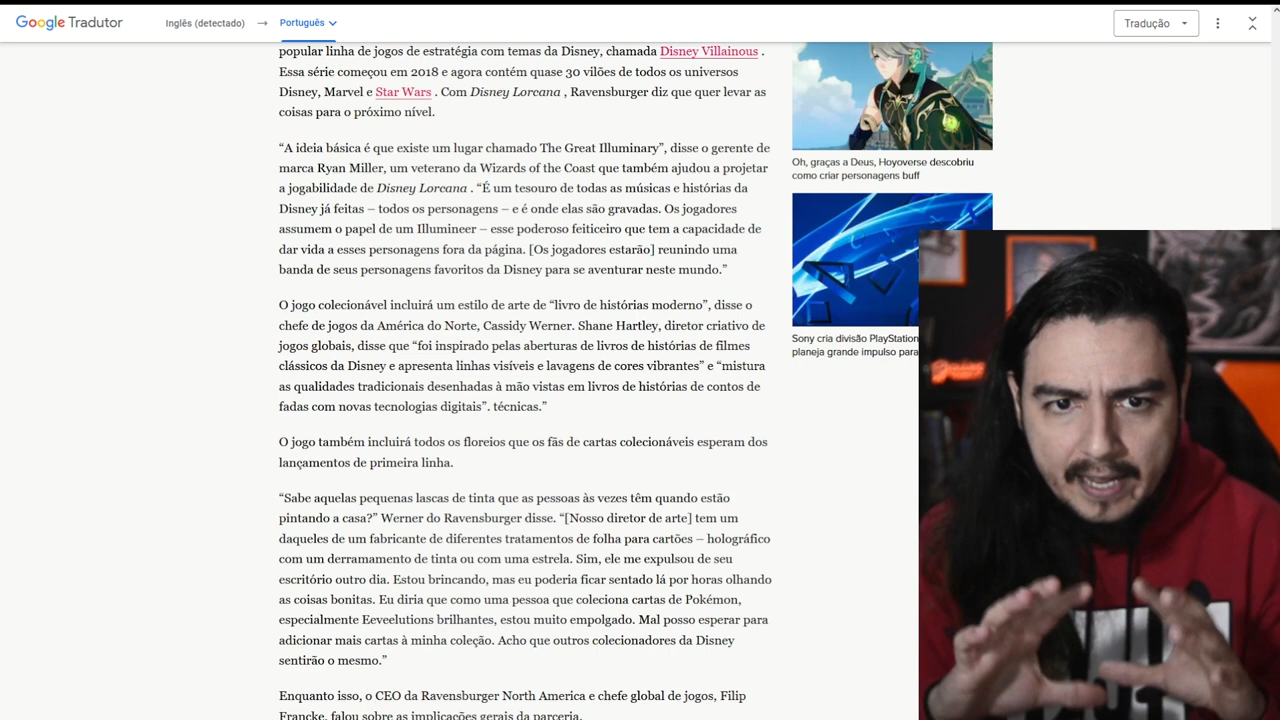 Google Tradutor
Inglês (detectado) → Português
Tradução
popular linha de jogos de estratégia com temas da Disney, chamada Disney Villainous .
Essa série começou em 2018 e agora contém quase 30 vilões de todos os universos
Disney, Marvel e Star Wars . Com Disney Lorcana , Ravensburger diz que quer levar as
coisas para o próximo nível.
“A ideia básica é que existe um lugar chamado The Great Illuminary”, disse o gerente de
marca Ryan Miller, um veterano da Wizards of the Coast que também ajudou a projetar
a jogabilidade de Disney Lorcana . “É um tesouro de todas as músicas e histórias da
Disney já feitas – todos os personagens – e é onde elas são gravadas. Os jogadores
assumem o papel de um Illumineer – esse poderoso feiticeiro que tem a capacidade de
dar vida a esses personagens fora da página. [Os jogadores estarão] reunindo uma
banda de seus personagens favoritos da Disney para se aventurar neste mundo.”
O jogo colecionável incluirá um estilo de arte de “livro de histórias moderno”, disse o
chefe de jogos da América do Norte, Cassidy Werner. Shane Hartley, diretor criativo de
jogos globais, disse que “foi inspirado pelas aberturas de livros de histórias de filmes
clássicos da Disney e apresenta linhas visíveis e lavagens de cores vibrantes” e “mistura
as qualidades tradicionais desenhadas à mão vistas em livros de histórias de contos de
fadas com novas tecnologias digitais”. técnicas.”
O jogo também incluirá todos os floreios que os fãs de cartas colecionáveis esperam dos
lançamentos de primeira linha.
“Sabe aquelas pequenas lascas de tinta que as pessoas às vezes têm quando estão
pintando a casa?” Werner do Ravensburger disse. “[Nosso diretor de arte] tem um
daqueles de um fabricante de diferentes tratamentos de folha para cartões – holográfico
com um derramamento de tinta ou com uma estrela. Sim, ele me expulsou de seu
escritório outro dia. Estou brincando, mas eu poderia ficar sentado lá por horas olhando
as coisas bonitas. Eu diria que como uma pessoa que coleciona cartas de Pokémon,
especialmente Eeveelutions brilhantes, estou muito empolgado. Mal posso esperar para
adicionar mais cartas à minha coleção. Acho que outros colecionadores da Disney
sentirão o mesmo.”
Enquanto isso, o CEO da Ravensburger North America e chefe global de jogos, Filip
Francke, falou sobre as implicações gerais da parceria.
Oh, graças a Deus, Hoyoverse descobriu
como criar personagens buff
Sony cria divisão PlayStation
planeja grande impulso para